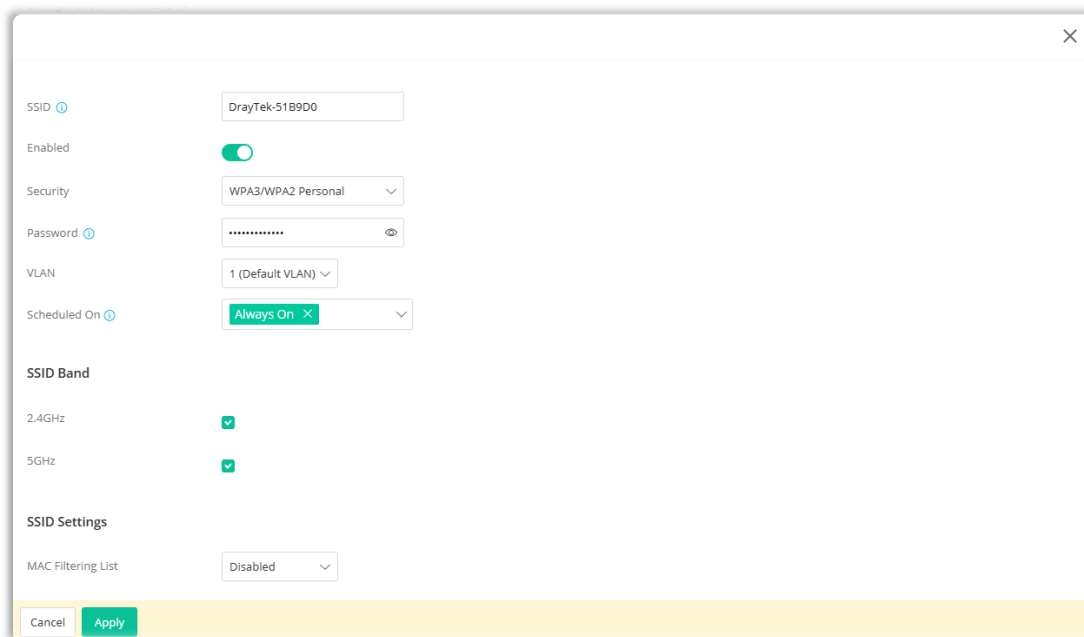 SSID
DrayTek-51B9D0
Enabled
Security
WPA3/WPA2 Personal
Password
•••••••••••••
VLAN
1 (Default VLAN)
Scheduled On
Always On
SSID Band
2.4GHz
5GHz
SSID Settings
MAC Filtering List
Disabled
Cancel
Apply